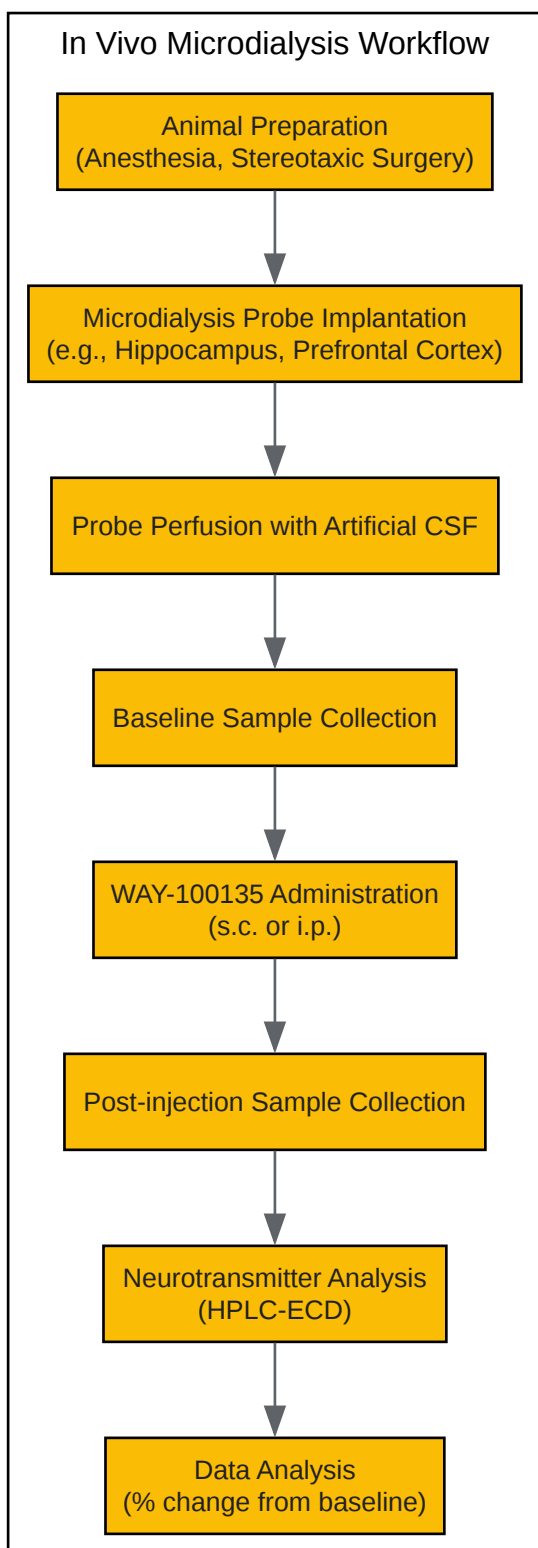 In Vivo Microdialysis Workflow
Animal Preparation
(Anesthesia, Stereotaxic Surgery)
Microdialysis Probe Implantation
(e.g., Hippocampus, Prefrontal Cortex)
Probe Perfusion with Artificial CSF
Baseline Sample Collection
WAY-100135 Administration
(s.c. or i.p.)
Post-injection Sample Collection
Neurotransmitter Analysis
(HPLC-ECD)
Data Analysis
(% change from baseline)